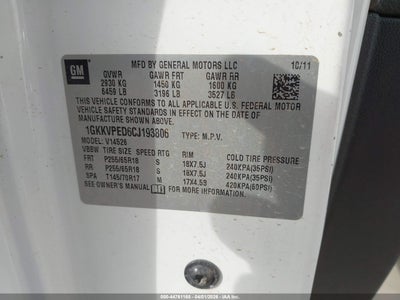 GM
MFD BY GENERAL MOTORS LLC 10/11
GVWR GAWR FRT GAWR RR
2930 KG 1450 KG 1600 KG
6459 LB 3196 LB 3527 LB
THIS VEHICLE CONFORMS TO ALL APPLICABLE U.S. FEDERAL MOTOR
VEHICLE SAFETY STANDARDS IN EFFECT ON THE DATE OF
MANUFACTURE SHOWN ABOVE.
1GKKVPED6CJ193806 TYPE: M.P.V.
V14526
VBBW TIRE SIZE SPEED RTG RIM COLD TIRE PRESSURE
FRT P255/65R18 S 18X7.5J 240KPA(35PSI)
RR P255/65R18 S 18X7.5J 240KPA(35PSI)
SPA T145/70R17 M 17X4.5B 420KPA(60PSI)
SEE OWNER'S MANUAL FOR ADDITIONAL INFORMATION